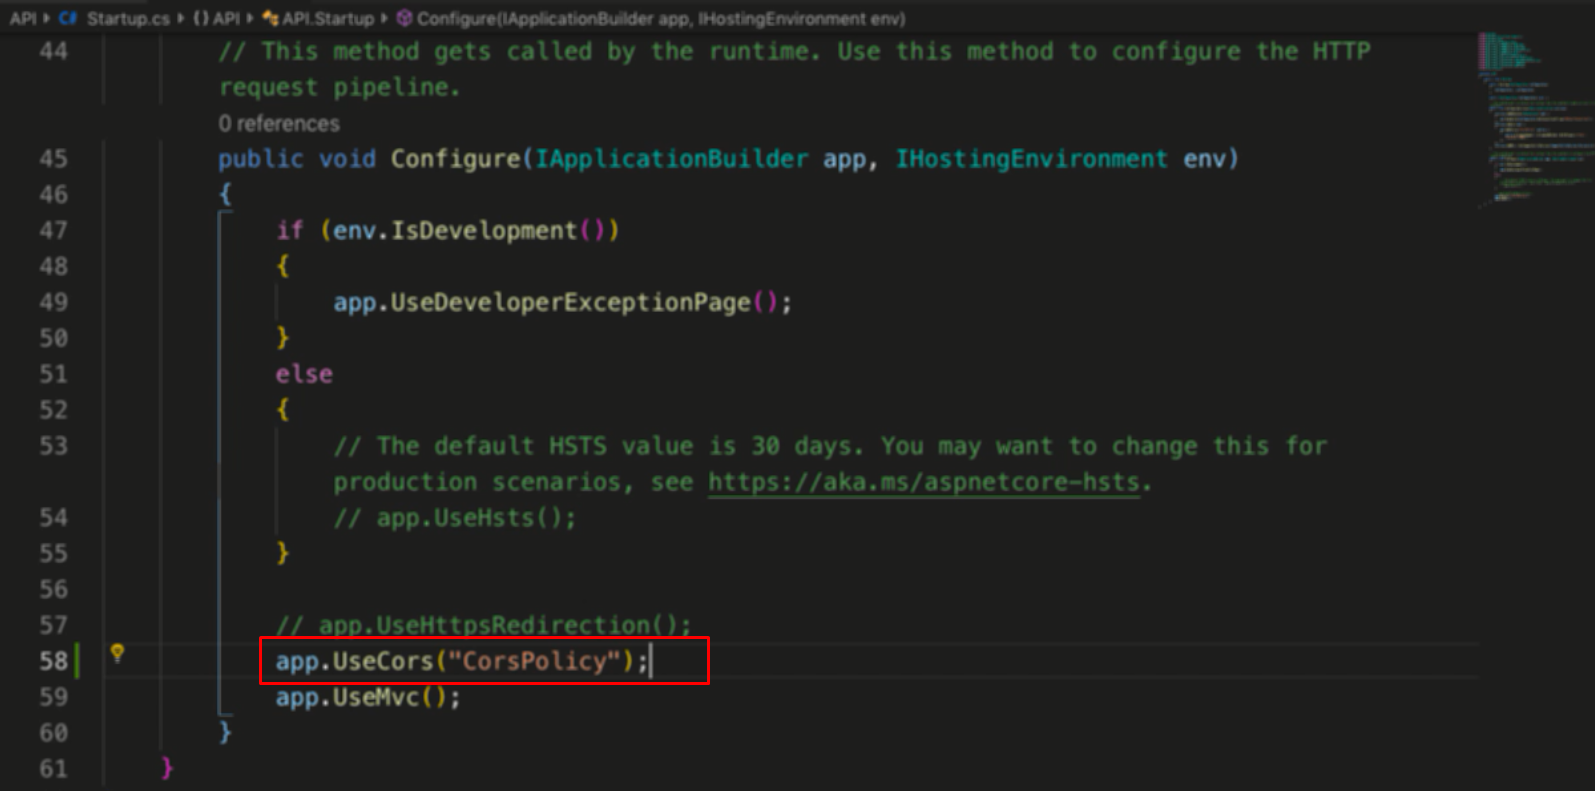 API Startup.cs {} API API.Startup Configure(IApplicationBuilder app, IHostingEnvironment env)
44 // This method gets called by the runtime. Use this method to configure the HTTP
request pipeline.
0 references
45 public void Configure(IApplicationBuilder app, IHostingEnvironment env)
46 {
47 if (env.IsDevelopment())
48 {
49 app.UseDeveloperExceptionPage();
50 }
51 else
52 {
53 // The default HSTS value is 30 days. You may want to change this for
production scenarios, see https://aka.ms/aspnetcore-hsts.
54 // app.UseHsts();
55 }
56
57 // app.UseHttpsRedirection();
58 app.UseCors("CorsPolicy");
59 app.UseMvc();
60 }
61 }